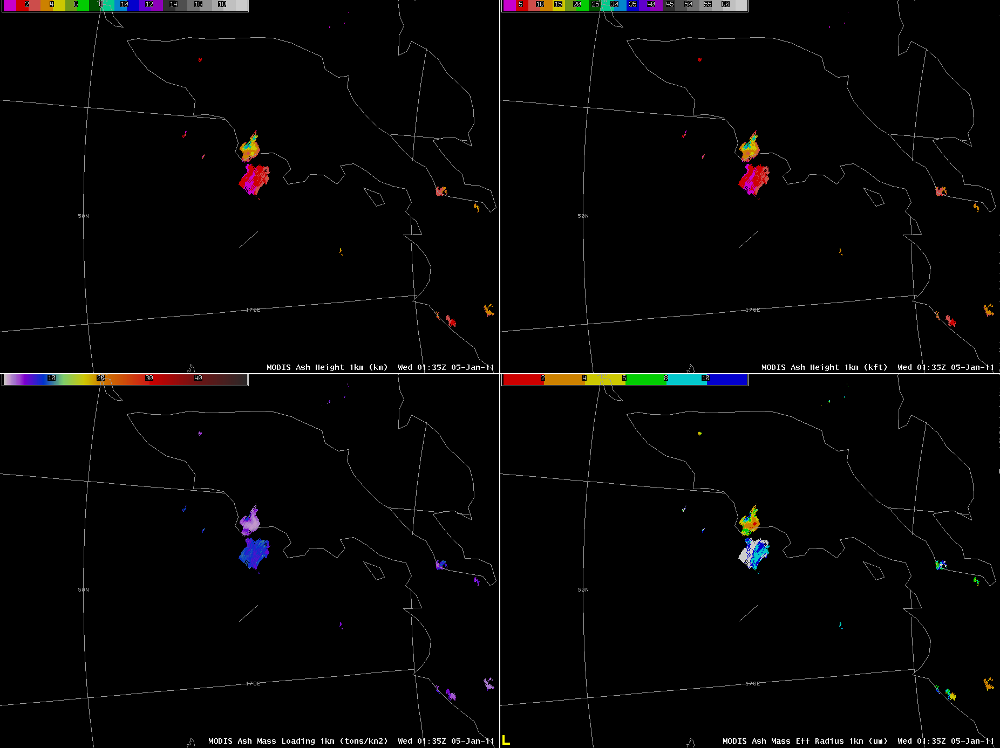 2 4 6 8 10 12 14 16 18
5 10 15 20 25 30 35 40 45 50 55 60
50N
50N
170E
170E
MODIS Ash Height 1km (km) Wed 01:35Z 05-Jan-11
MODIS Ash Height 1km (kft) Wed 01:35Z 05-Jan-11
10 20 30 40
2 4 6 8 10
50N
50N
170E
170E
MODIS Ash Mass Loading 1km (tons/km2) Wed 01:35Z 05-Jan-11
MODIS Ash Mass Eff Radius 1km (um) Wed 01:35Z 05-Jan-11
L